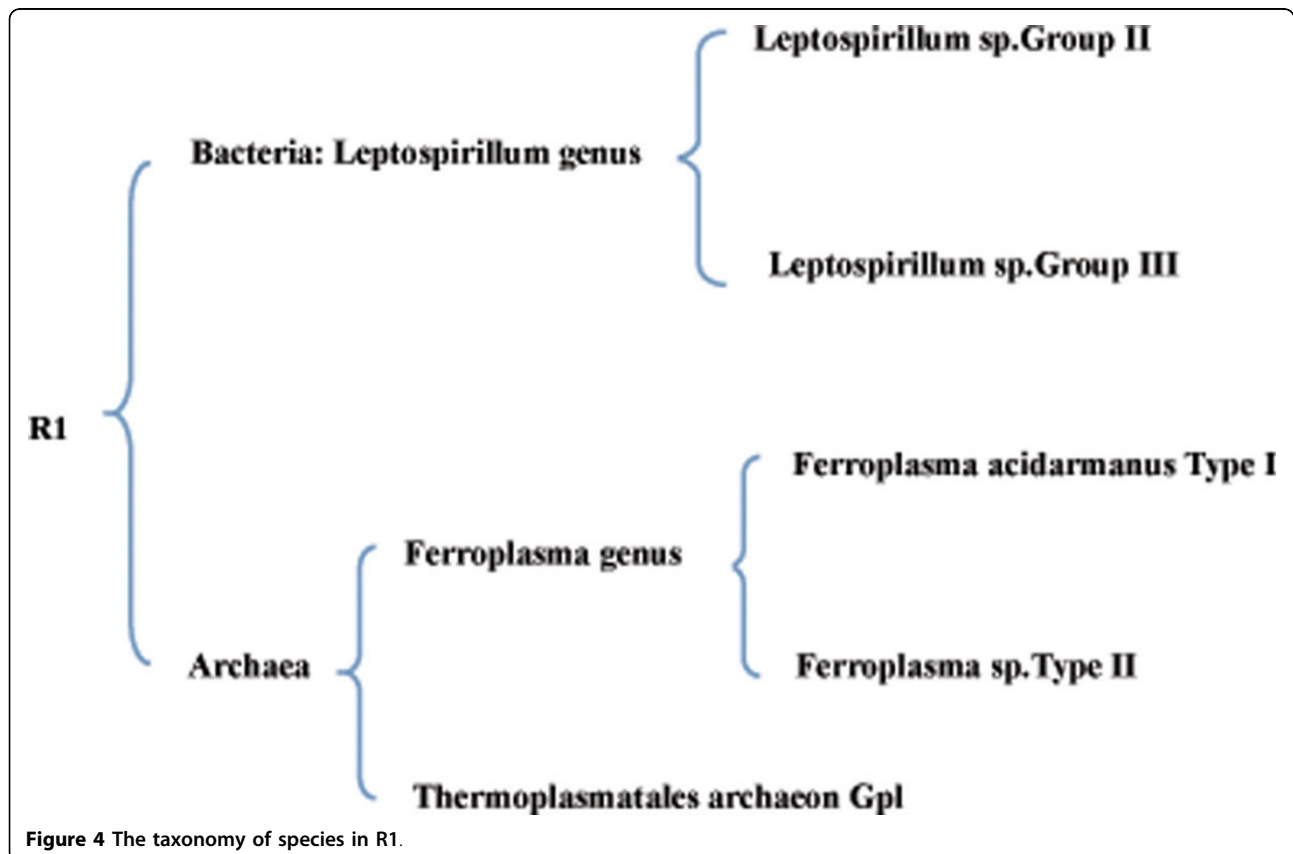 Leptospirillum sp.Group II
Bacteria: Leptospirillum genus
Leptospirillum sp.Group III
R1
Ferroplasma acidarmanus Type I
Ferroplasma genus
Ferroplasma sp.Type II
Archaea
Thermoplasmatales archaeon Gpl
Figure 4 The taxonomy of species in R1.